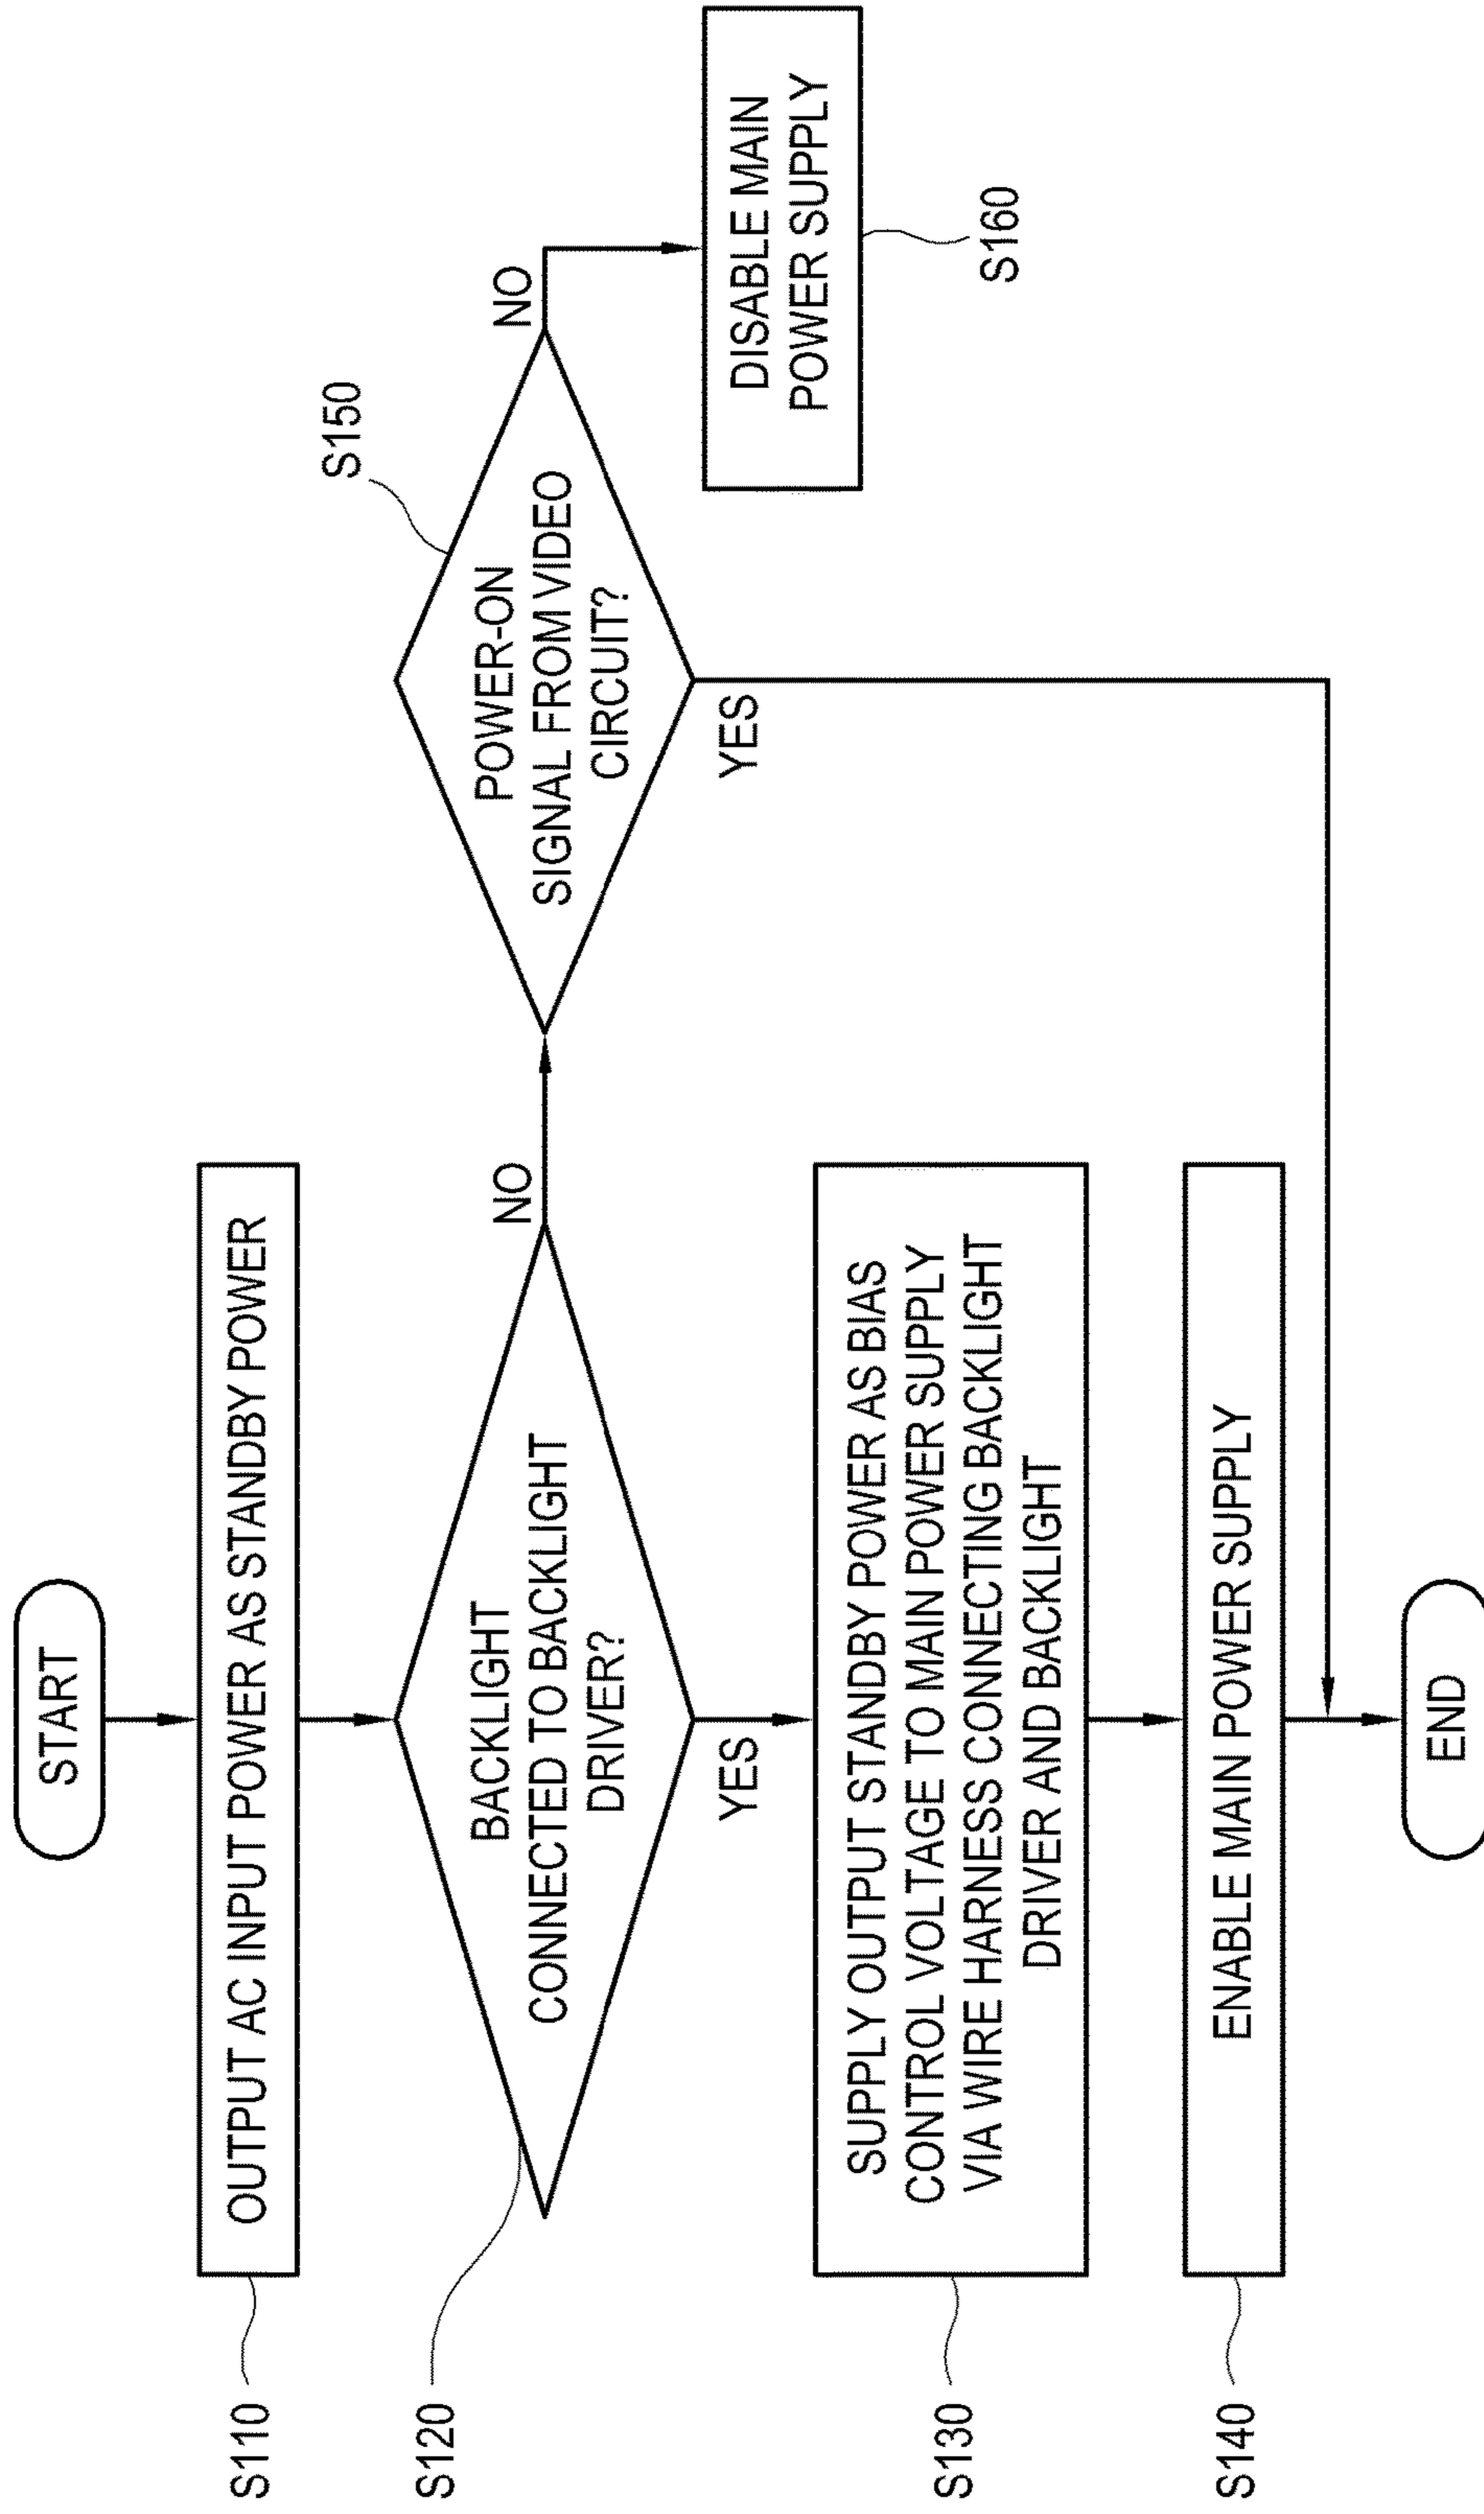 START
S110
OUTPUT AC INPUT POWER AS STANDBY POWER
S120
BACKLIGHT
CONNECTED TO BACKLIGHT
DRIVER?
NO
YES
S150
POWER-ON
SIGNAL FROM VIDEO
CIRCUIT?
NO
YES
DISABLE MAIN
POWER SUPPLY
S160
S130
SUPPLY OUTPUT STANDBY POWER AS BIAS
CONTROL VOLTAGE TO MAIN POWER SUPPLY
VIA WIRE HARNESS CONNECTING BACKLIGHT
DRIVER AND BACKLIGHT
S140
ENABLE MAIN POWER SUPPLY
END